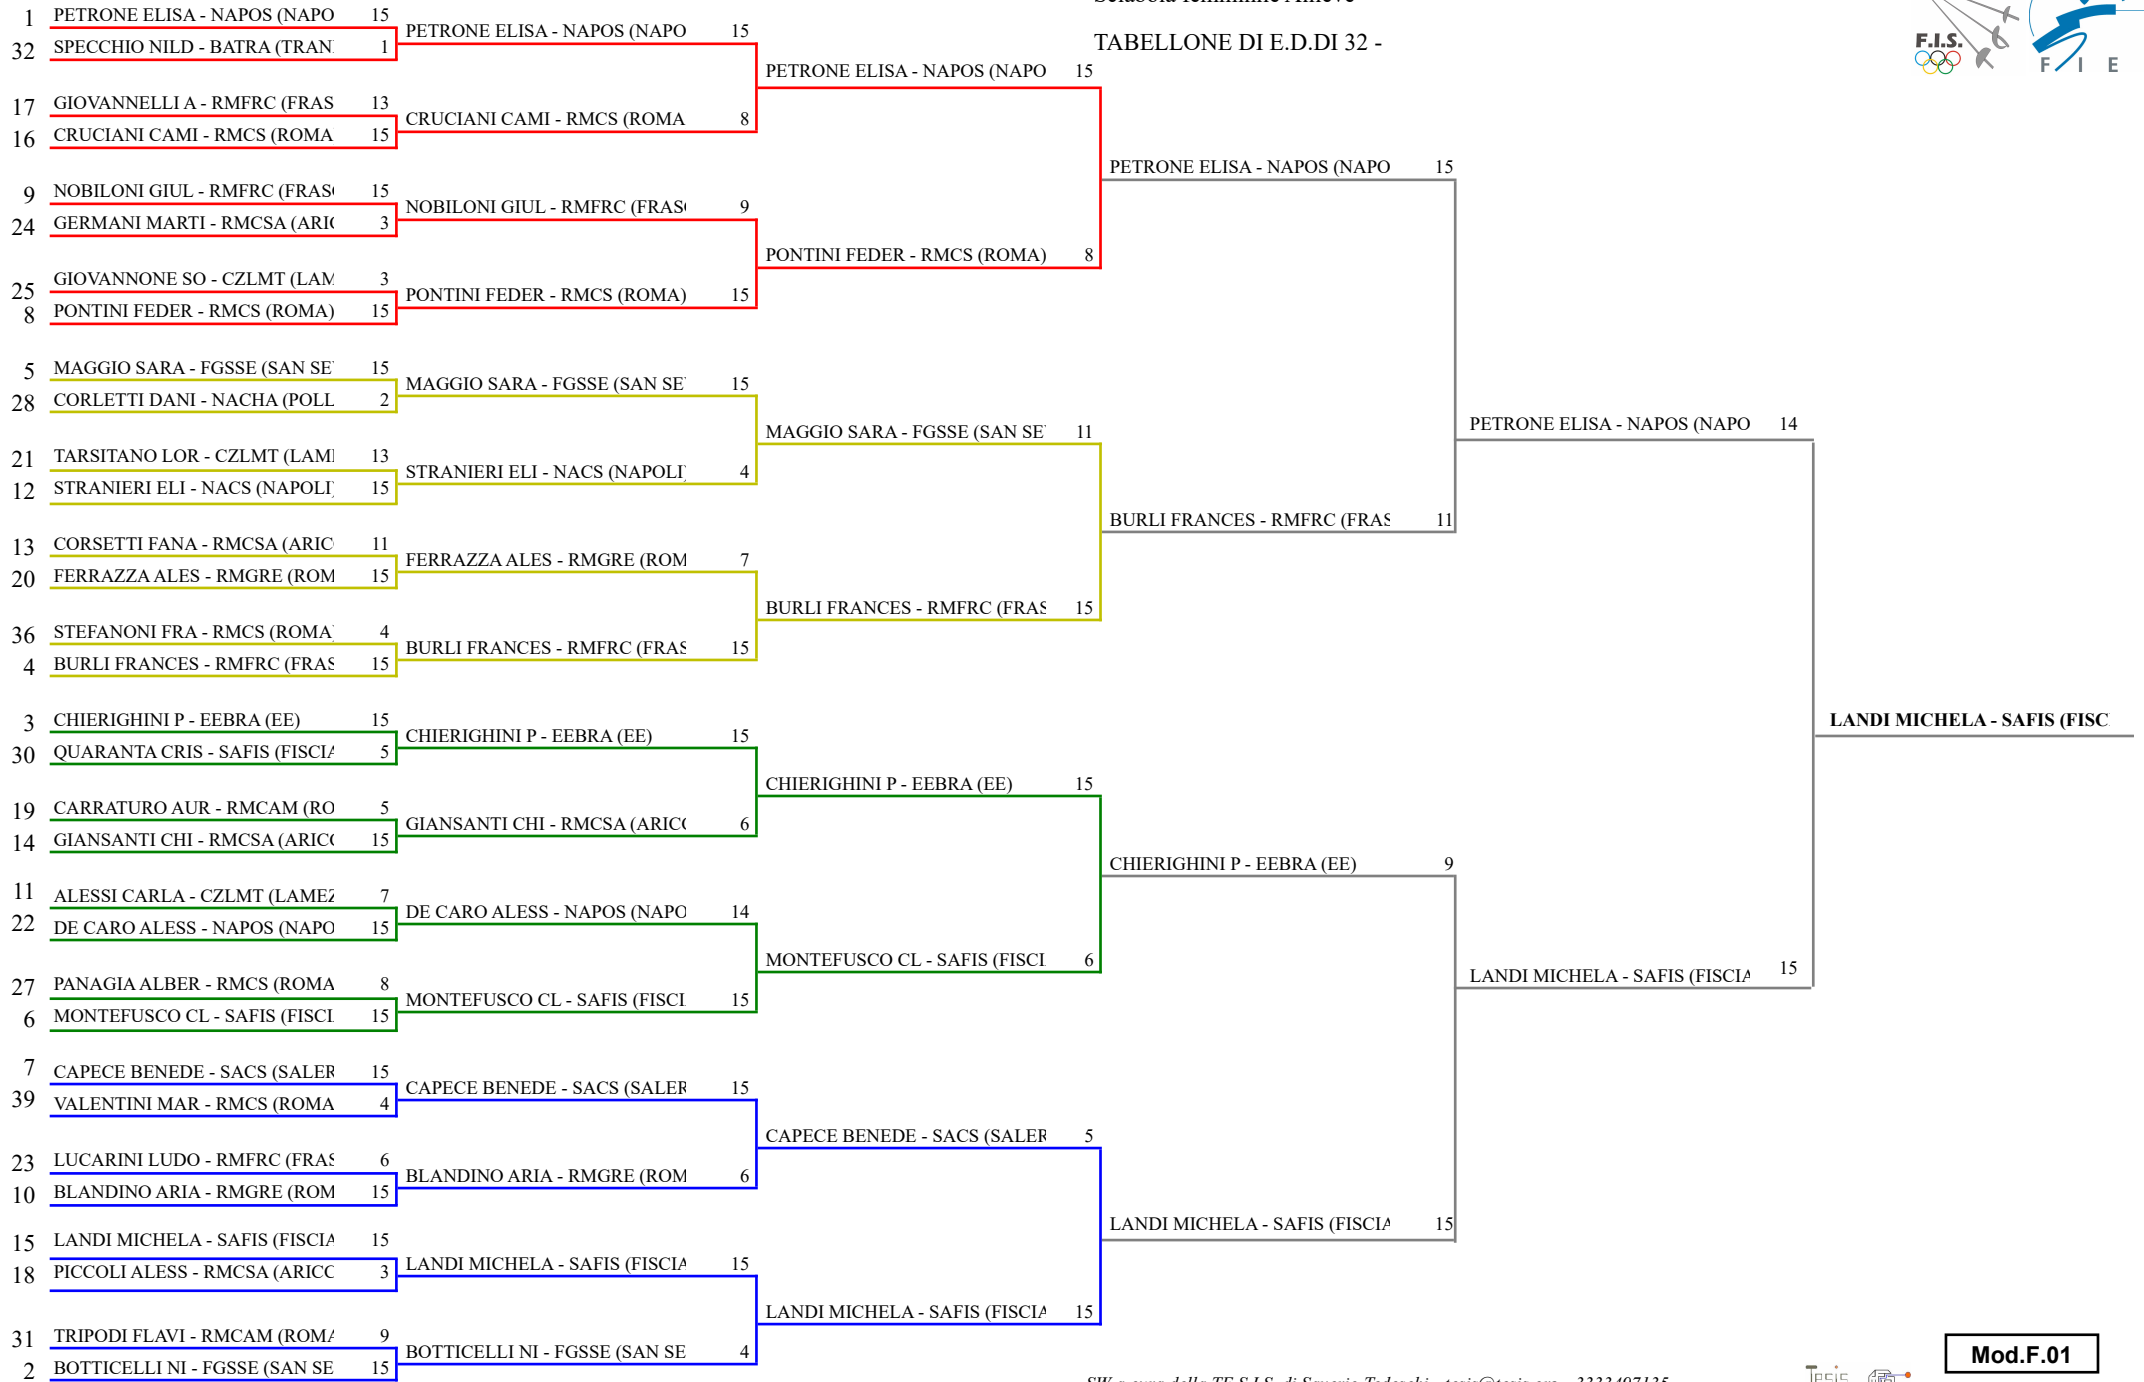 TABELLONE DI E.D.DI 32 -
F.I.S.
F I E
1 PETRONE ELISA - NAPOS (NAPO 15
32 SPECCHIO NILD - BATRA (TRAN 1
17 GIOVANNELLI A - RMFRC (FRAS 13
16 CRUCIANI CAMI - RMCS (ROMA 15
9 NOBILONI GIUL - RMFRC (FRAS 15
24 GERMANI MARTI - RMCSA (ARIC 3
25 GIOVANNONE SO - CZLMT (LAM 3
8 PONTINI FEDER - RMCS (ROMA) 15
5 MAGGIO SARA - FGSSE (SAN SE 15
28 CORLETTI DANI - NACHA (POLL 2
21 TARSITANO LOR - CZLMT (LAM 13
12 STRANIERI ELI - NACS (NAPOLI) 15
13 CORSETTI FANA - RMCSA (ARIC 11
20 FERRAZZA ALES - RMGRE (ROM 15
36 STEFANONI FRA - RMCS (ROMA) 4
4 BURLI FRANCES - RMFRC (FRAS 15
3 CHIERIGHINI P - EEBRA (EE) 15
30 QUARANTA CRIS - SAFIS (FISCIA 5
19 CARRATURO AUR - RMCAM (RO 5
14 GIANSANTI CHI - RMCSA (ARICC 15
11 ALESSI CARLA - CZLMT (LAMEZ 7
22 DE CARO ALESS - NAPOS (NAPO 15
27 PANAGIA ALBER - RMCS (ROMA 8
6 MONTEFUSCO CL - SAFIS (FISCI 15
7 CAPECE BENEDE - SACS (SALER 15
39 VALENTINI MAR - RMCS (ROMA 4
23 LUCARINI LUDO - RMFRC (FRAS 6
10 BLANDINO ARIA - RMGRE (ROM 15
15 LANDI MICHELA - SAFIS (FISCIA 15
18 PICCOLI ALESS - RMCSA (ARICC 3
31 TRIPODI FLAVI - RMCAM (ROMA 9
2 BOTTICELLI NI - FGSSE (SAN SE 15
PETRONE ELISA - NAPOS (NAPO 15
CRUCIANI CAMI - RMCS (ROMA 8
NOBILONI GIUL - RMFRC (FRAS 9
PONTINI FEDER - RMCS (ROMA) 15
MAGGIO SARA - FGSSE (SAN SE 15
STRANIERI ELI - NACS (NAPOLI) 4
FERRAZZA ALES - RMGRE (ROM 7
BURLI FRANCES - RMFRC (FRAS 15
CHIERIGHINI P - EEBRA (EE) 15
GIANSANTI CHI - RMCSA (ARICC 6
DE CARO ALESS - NAPOS (NAPO 14
MONTEFUSCO CL - SAFIS (FISCI 15
CAPECE BENEDE - SACS (SALER 15
BLANDINO ARIA - RMGRE (ROM 6
LANDI MICHELA - SAFIS (FISCIA 15
BOTTICELLI NI - FGSSE (SAN SE 4
PETRONE ELISA - NAPOS (NAPO 15
PONTINI FEDER - RMCS (ROMA) 8
MAGGIO SARA - FGSSE (SAN SE 11
BURLI FRANCES - RMFRC (FRAS 15
CHIERIGHINI P - EEBRA (EE) 15
MONTEFUSCO CL - SAFIS (FISCI 6
CAPECE BENEDE - SACS (SALER 5
LANDI MICHELA - SAFIS (FISCIA 15
PETRONE ELISA - NAPOS (NAPO 15
BURLI FRANCES - RMFRC (FRAS 11
CHIERIGHINI P - EEBRA (EE) 9
LANDI MICHELA - SAFIS (FISCIA 15
PETRONE ELISA - NAPOS (NAPO 14
LANDI MICHELA - SAFIS (FISCIA 15
LANDI MICHELA - SAFIS (FISC
Mod.F.01